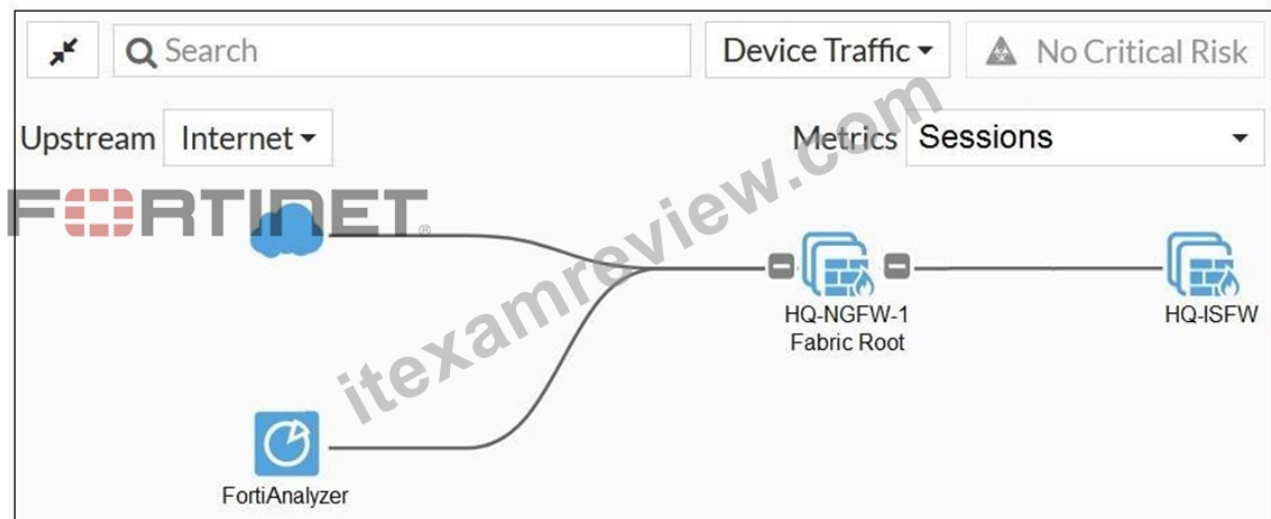 Search
Device Traffic
No Critical Risk
Upstream
Internet
Metrics
Sessions
FORTINET®
itexamreview.com
HQ-NGFW-1
Fabric Root
HQ-ISFW
FortiAnalyzer